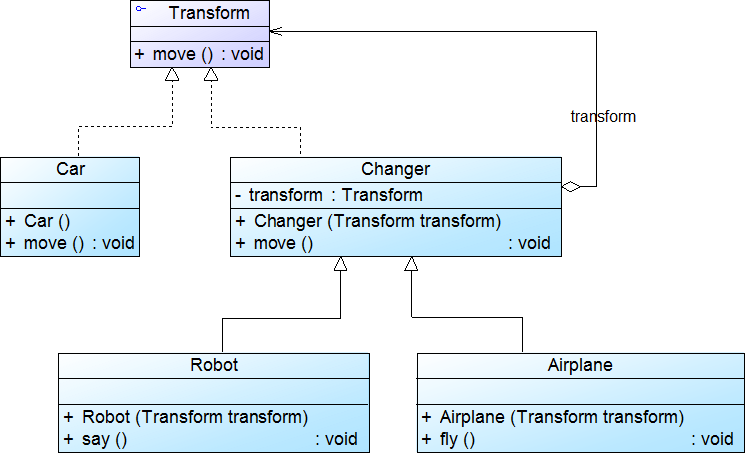 Transform
+ move () : void
transform
Car
+ Car ()
+ move () : void
Changer
- transform : Transform
+ Changer (Transform transform)
+ move () : void
Robot
+ Robot (Transform transform)
+ say () : void
Airplane
+ Airplane (Transform transform)
+ fly () : void